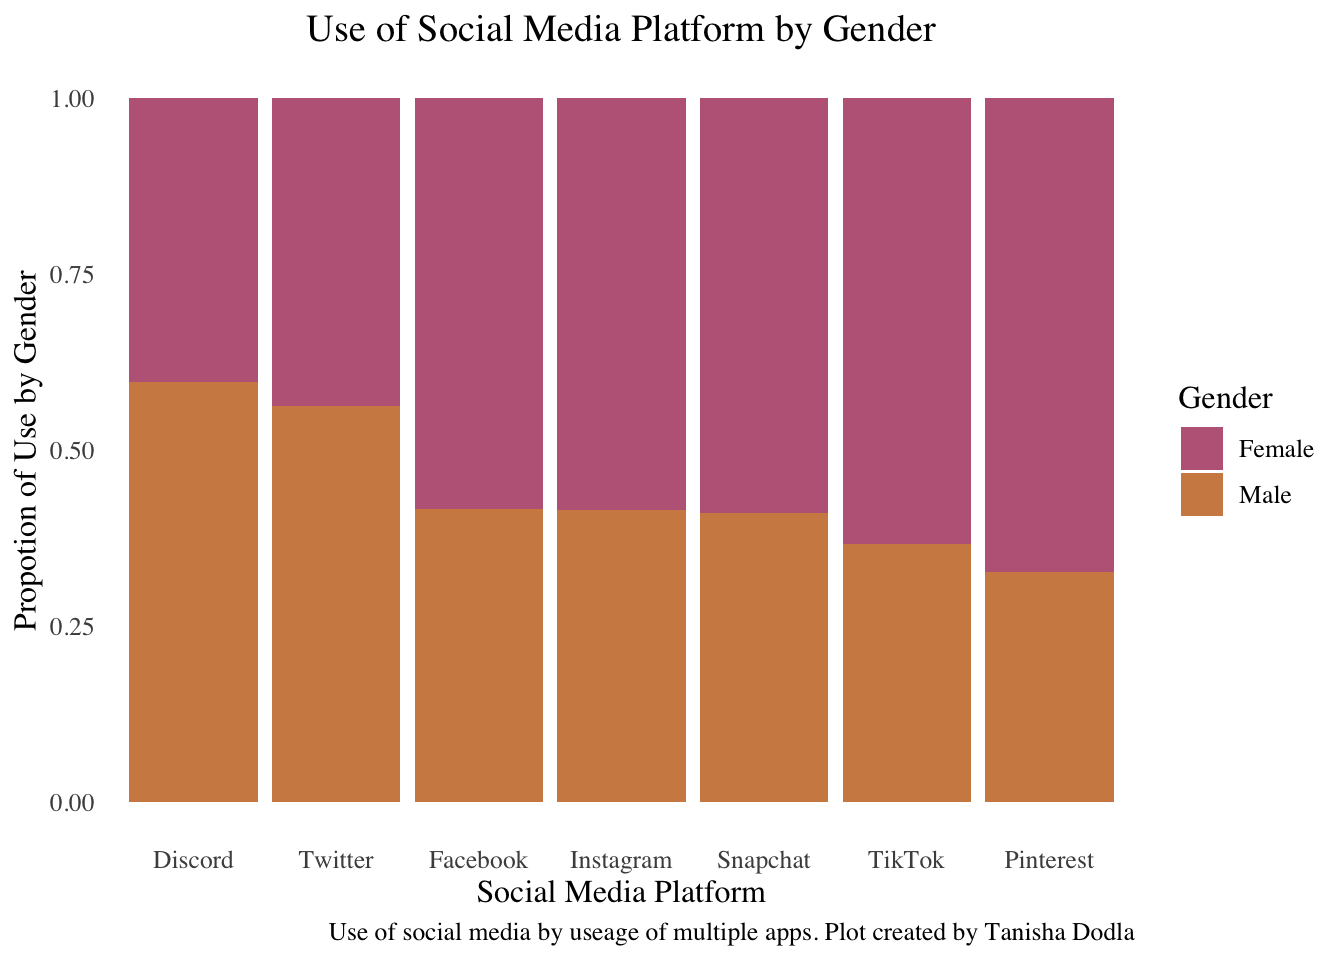 Use of Social Media Platform by Gender
1.00
0.75
0.50
0.25
0.00
Propotion of Use by Gender
Discord Twitter Facebook Instagram Snapchat TikTok Pinterest
Social Media Platform
Use of social media by useage of multiple apps. Plot created by Tanisha Dodla
Gender
Female
Male